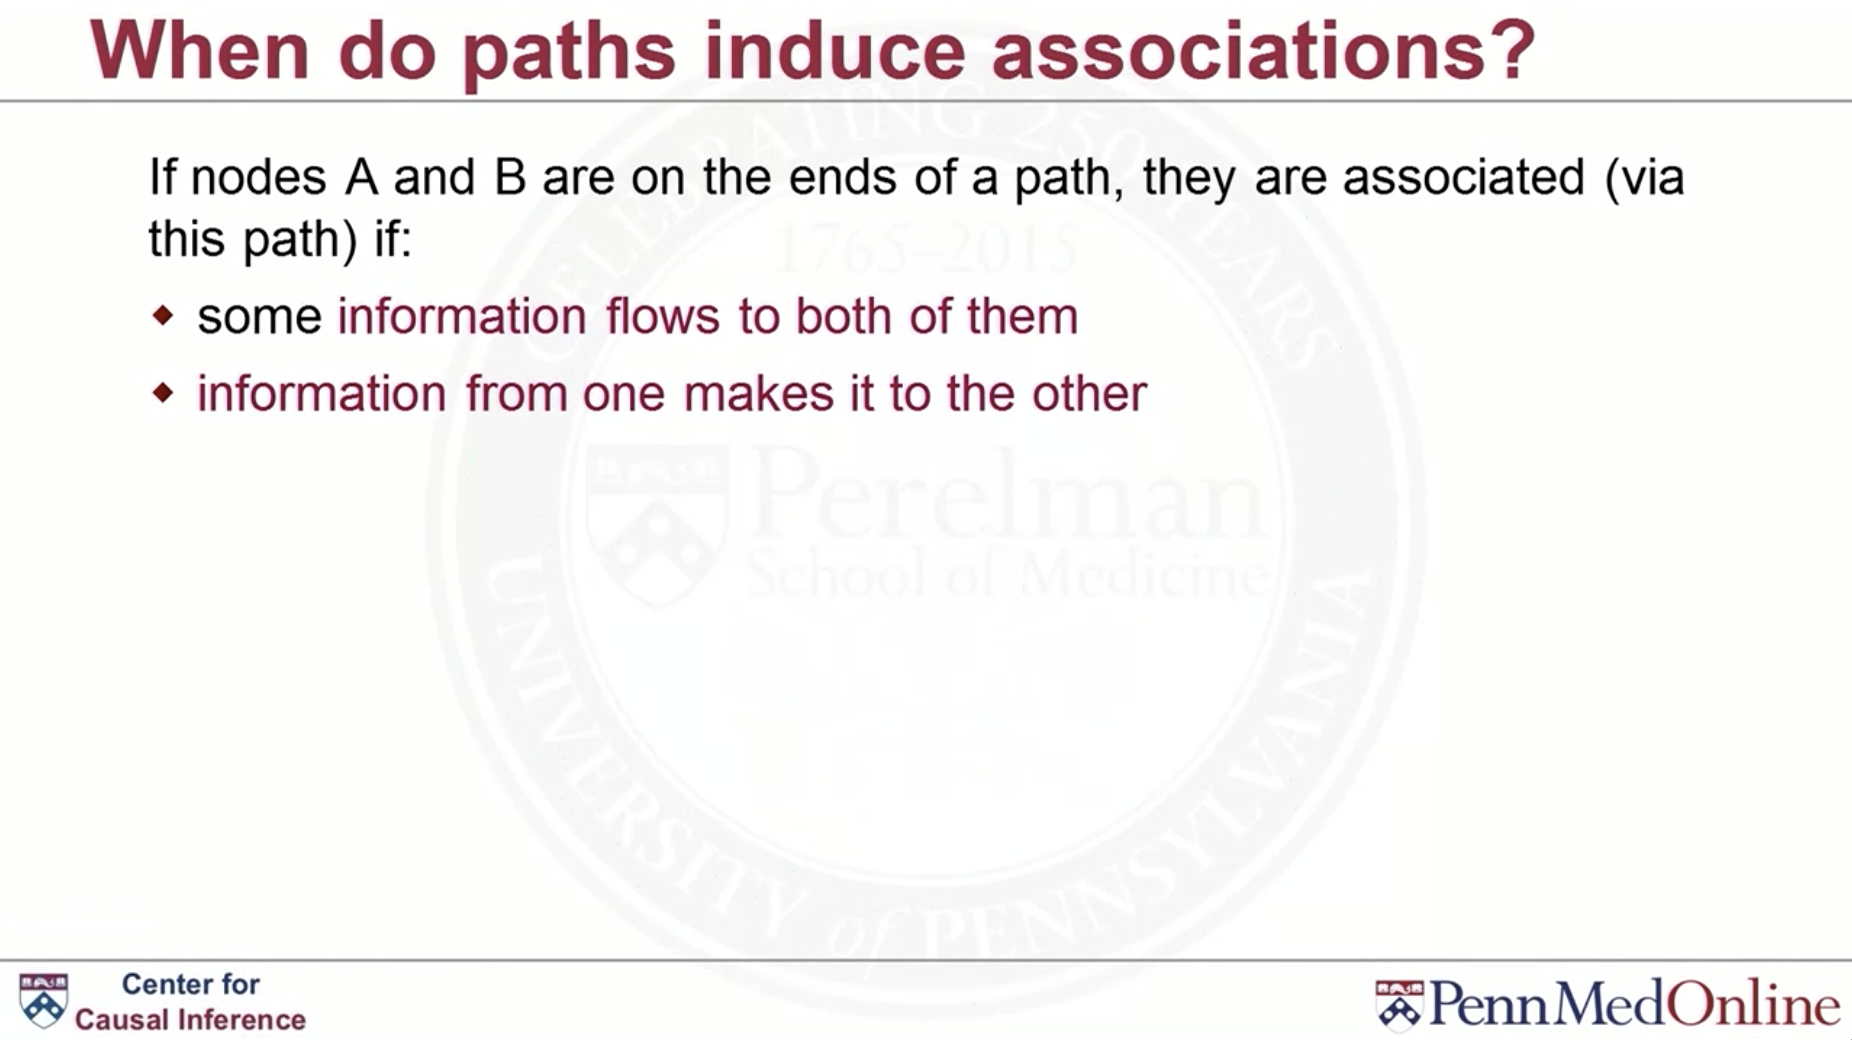 When do paths induce associations?
If nodes A and B are on the ends of a path, they are associated (via
this path) if:
some information flows to both of them
information from one makes it to the other
CELEBRATING 250 YEARS
1765–2015
Perelman
School of Medicine
UNIVERSITY of PENNSYLVANIA
Center for
Causal Inference
PennMedOnline